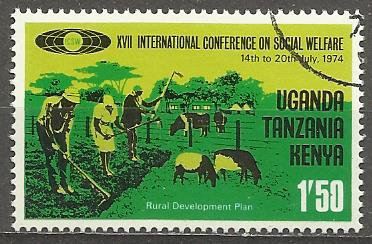 ICSW
XVII INTERNATIONAL CONFERENCE ON SOCIAL WELFARE
14th to 20th July, 1974
UGANDA
TANZANIA
KENYA
1'50
Rural Development Plan